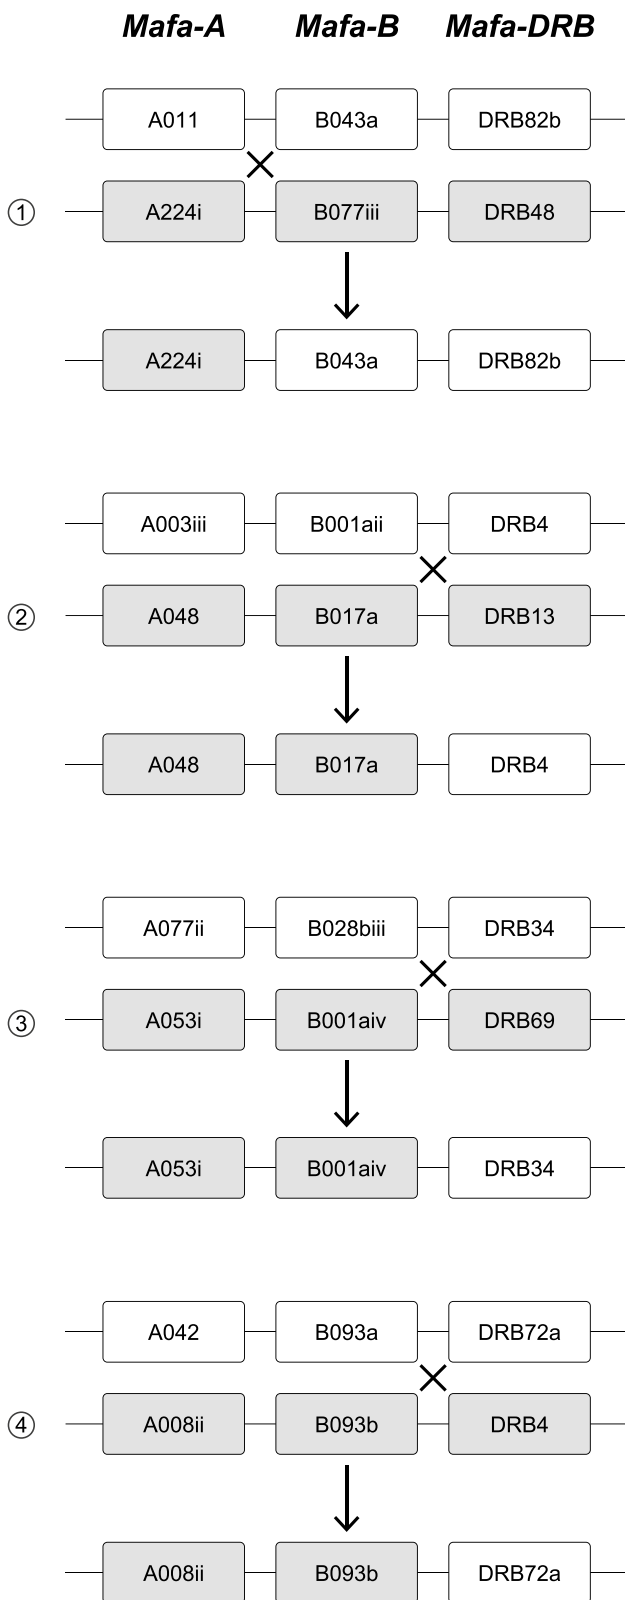 Mafa-A Mafa-B Mafa-DRB
A011 B043a DRB82b
①
A224i B077iii DRB48
A224i B043a DRB82b
A003iii B001aii DRB4
②
A048 B017a DRB13
A048 B017a DRB4
A077ii B028biii DRB34
③
A053i B001aiv DRB69
A053i B001aiv DRB34
A042 B093a DRB72a
④
A008ii B093b DRB4
A008ii B093b DRB72a